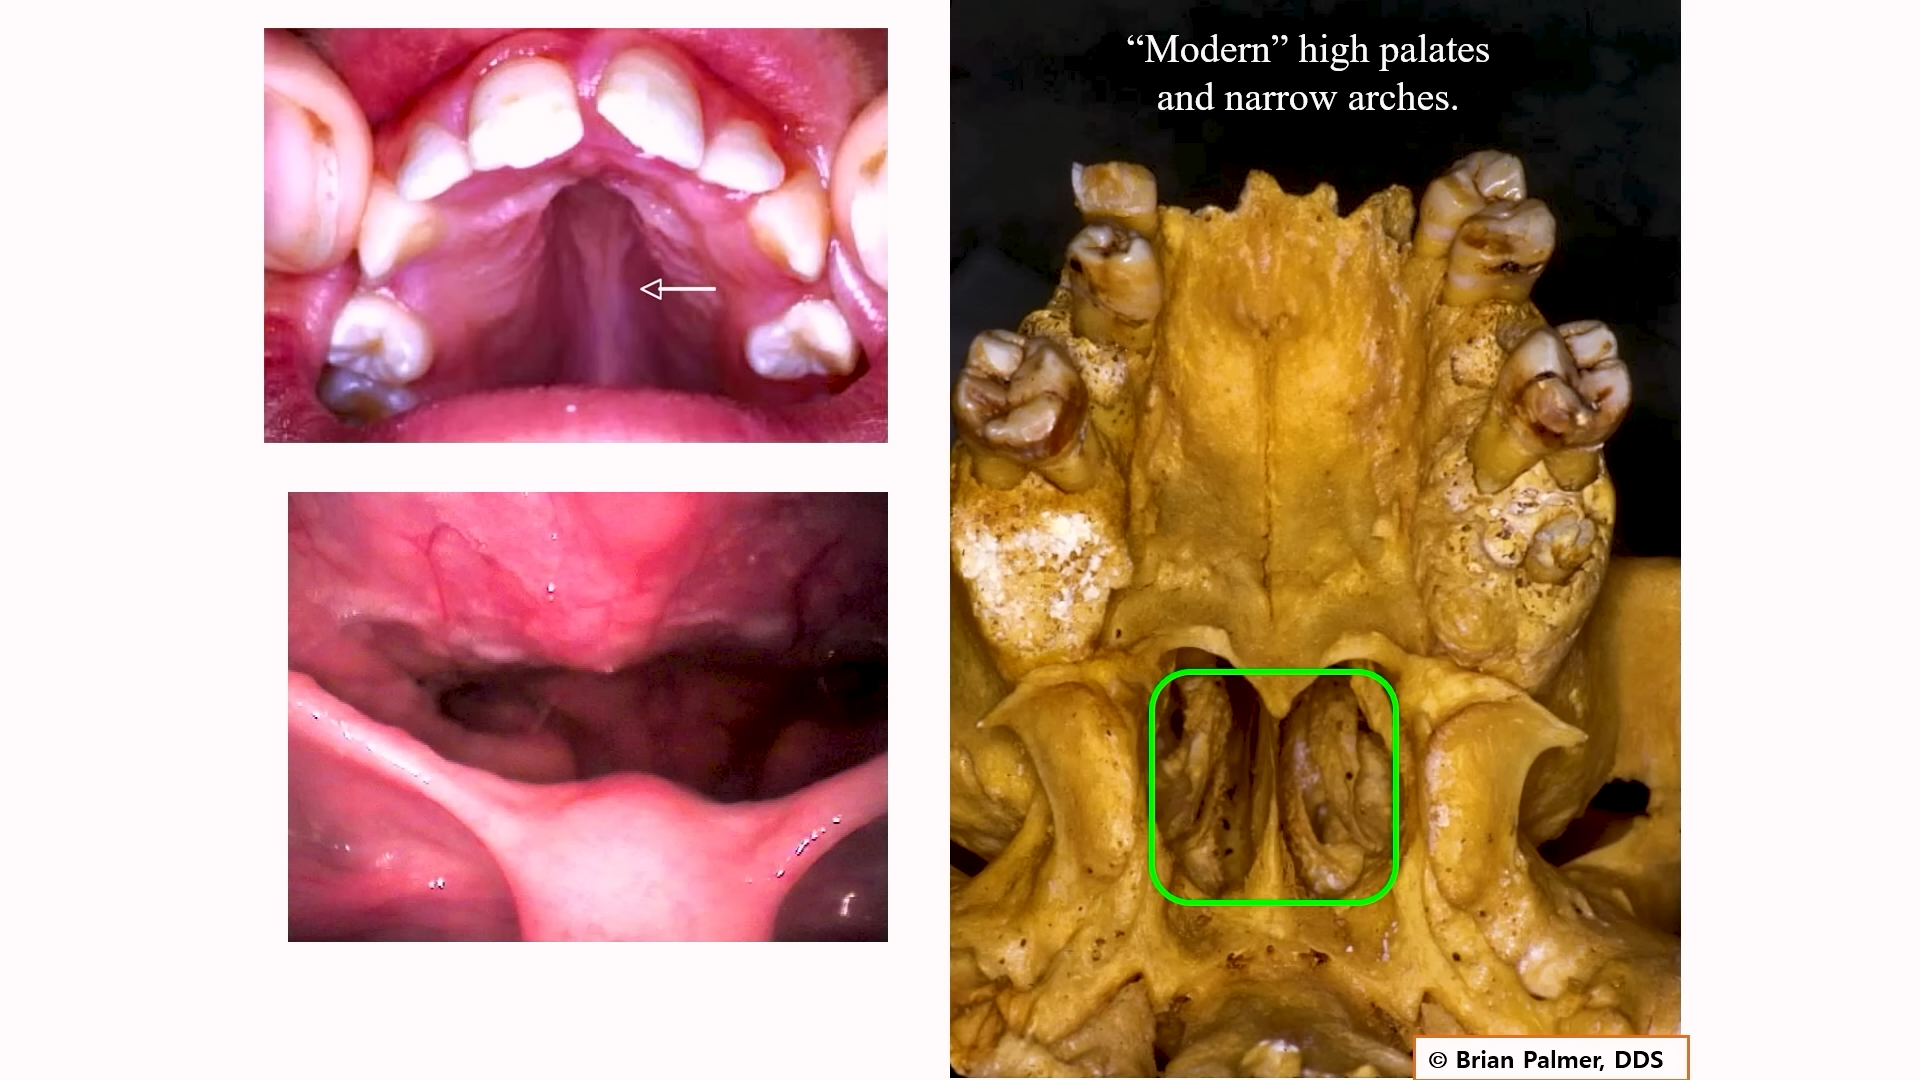 “Modern” high palates
and narrow arches.
© Brian Palmer, DDS